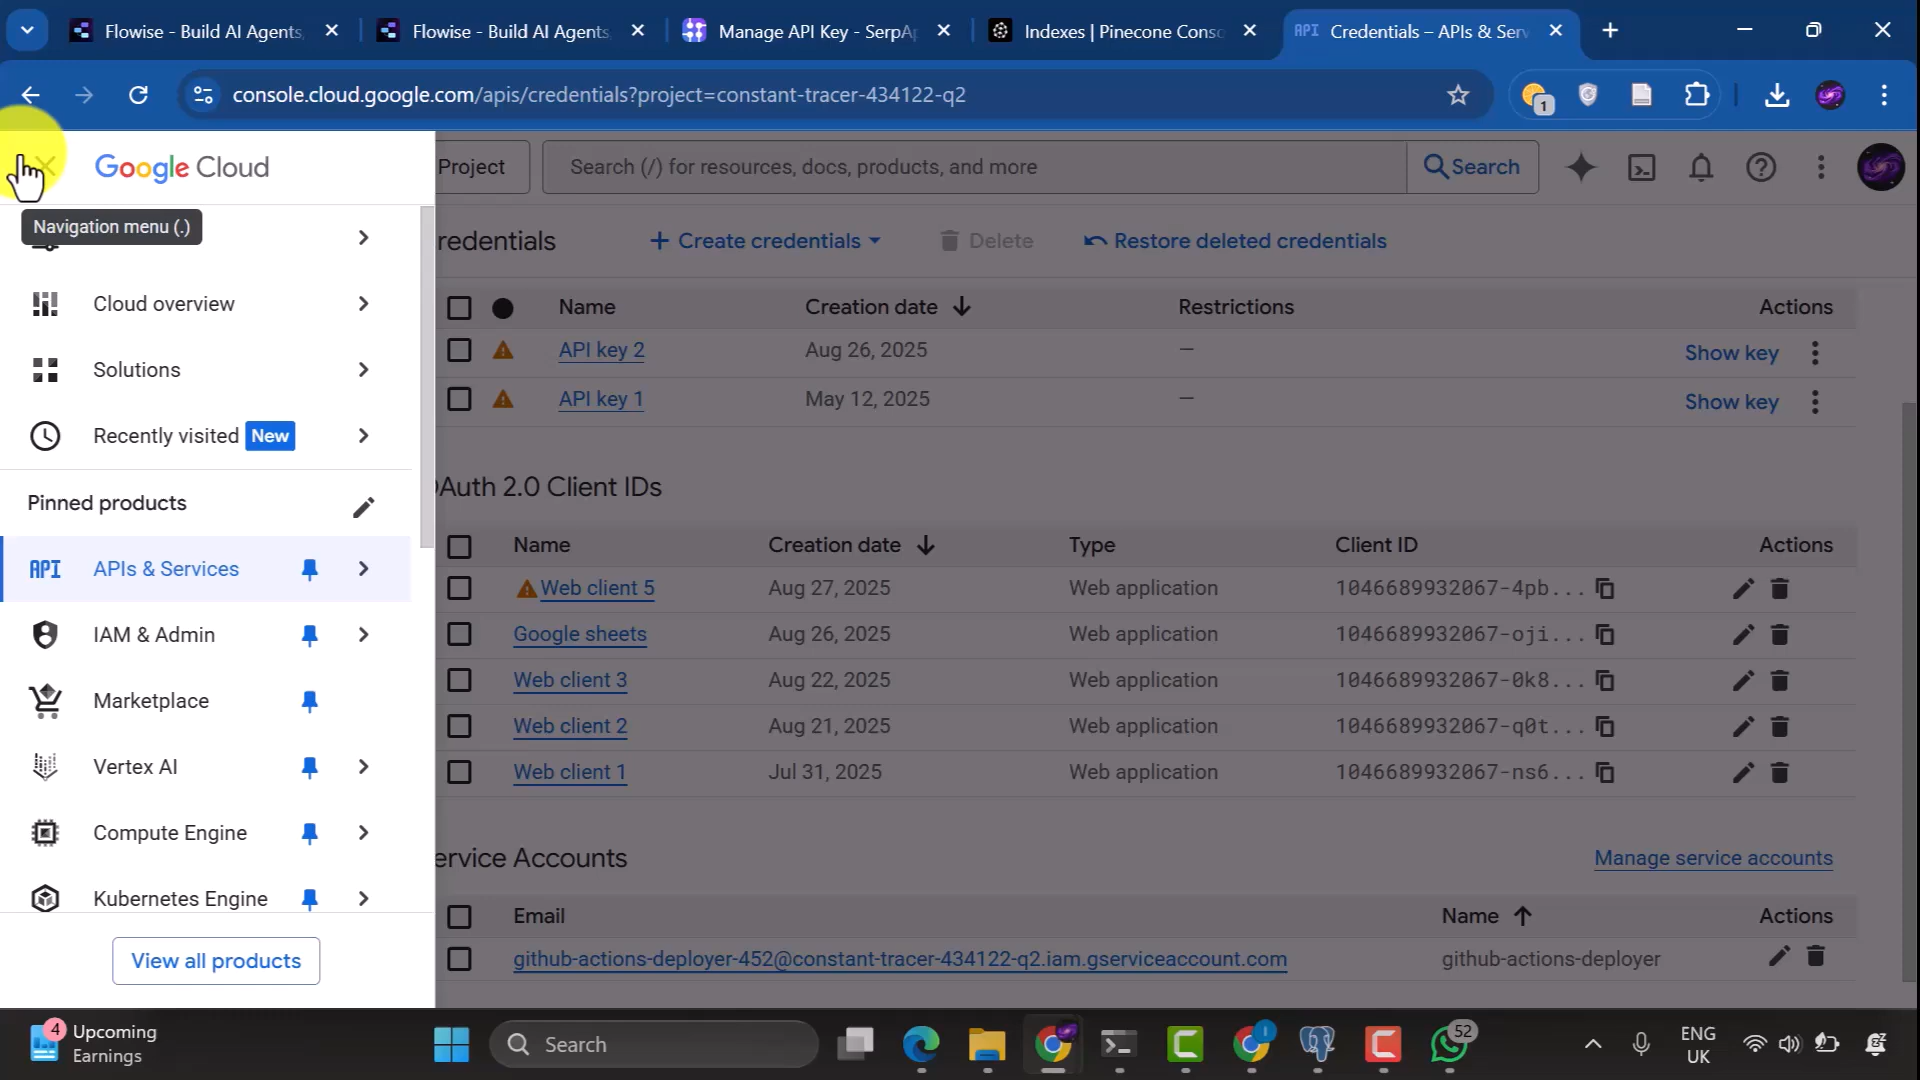 Flowise - Build AI Agents,
Flowise - Build AI Agents,
Manage API Key - SerpAp
Indexes | Pinecone Conso
API Credentials – APIs & Serv
console.cloud.google.com/apis/credentials?project=constant-tracer-434122-q2
1
Google Cloud
Project
Search (/) for resources, docs, products, and more
Search
Navigation menu (.)
redentials
Create credentials
Delete
Restore deleted credentials
Cloud overview
Solutions
Recently visited New
Pinned products
API APIs & Services
IAM & Admin
Marketplace
Vertex AI
Compute Engine
Kubernetes Engine
View all products
Name Creation date Restrictions Actions
API key 2 Aug 26, 2025 — Show key
API key 1 May 12, 2025 — Show key
Auth 2.0 Client IDs
Name Creation date Type Client ID Actions
Web client 5 Aug 27, 2025 Web application 1046689932067-4pb...
Google sheets Aug 26, 2025 Web application 1046689932067-oji...
Web client 3 Aug 22, 2025 Web application 1046689932067-0k8...
Web client 2 Aug 21, 2025 Web application 1046689932067-q0t...
Web client 1 Jul 31, 2025 Web application 1046689932067-ns6...
ervice Accounts
Manage service accounts
Email Name Actions
github-actions-deployer-452@constant-tracer-434122-q2.iam.gserviceaccount.com github-actions-deployer
4
Upcoming
Earnings
Search
52
ENG
UK